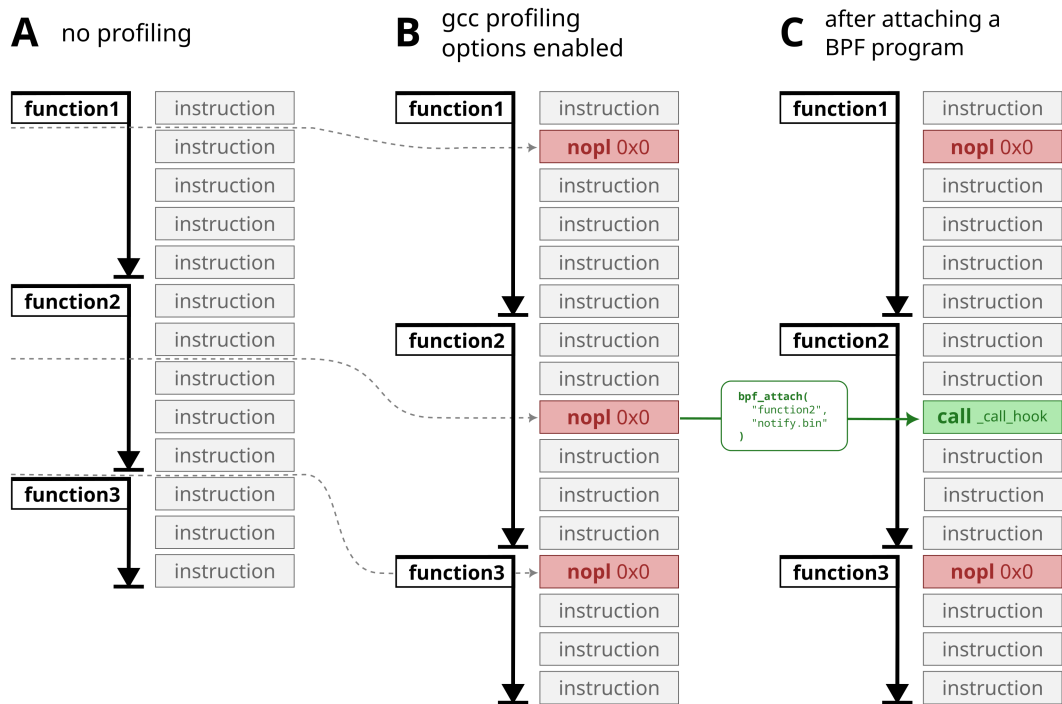 A no profiling
function1 instruction
instruction
instruction
instruction
instruction
function2 instruction
instruction
instruction
instruction
instruction
function3 instruction
instruction
instruction
B gcc profiling
options enabled
function1 instruction
nopl 0x0
instruction
instruction
instruction
instruction
function2 instruction
instruction
nopl 0x0
instruction
instruction
instruction
function3 nopl 0x0
instruction
instruction
instruction
bpf_attach(
"function2",
"notify.bin"
)
C after attaching a
BPF program
function1 instruction
nopl 0x0
instruction
instruction
instruction
instruction
function2 instruction
instruction
call _call_hook
instruction
instruction
instruction
function3 nopl 0x0
instruction
instruction
instruction